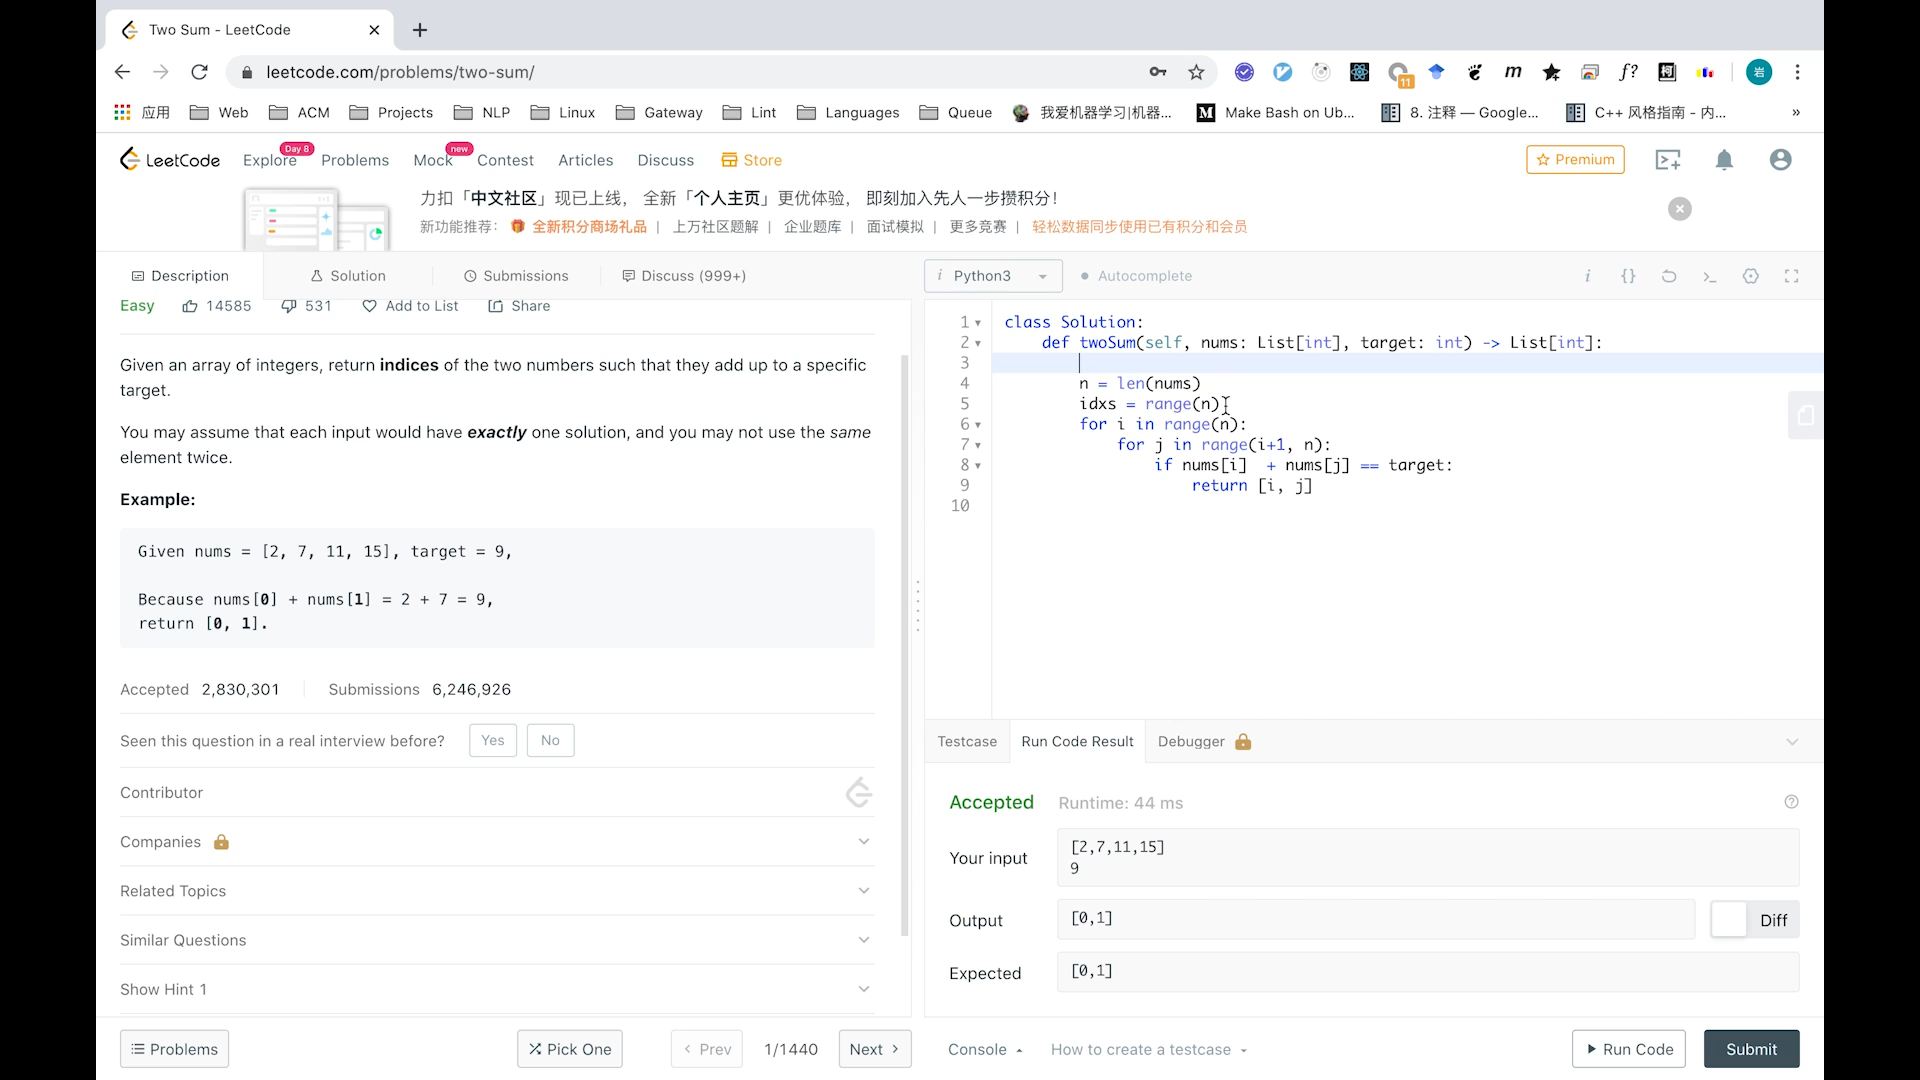 Two Sum - LeetCode
leetcode.com/problems/two-sum/
11
m
f?
岩
应用 Web ACM Projects NLP Linux Gateway Lint Languages Queue 我爱机器学习|机器... M Make Bash on Ub... 8. 注释 — Google... C++ 风格指南 - 内... »
LeetCode Explore Day 8 Problems Mock new Contest Articles Discuss Store Premium
力扣「中文社区」现已上线， 全新「个人主页」更优体验， 即刻加入先人一步攒积分！
新功能推荐： 全新积分商场礼品 | 上万社区题解 | 企业题库 | 面试模拟 | 更多竞赛 | 轻松数据同步使用已有积分和会员
Description Solution Submissions Discuss (999+)
Easy 14585 531 Add to List Share
Given an array of integers, return indices of the two numbers such that they add up to a specific
target.
You may assume that each input would have exactly one solution, and you may not use the same
element twice.
Example:
Given nums = [2, 7, 11, 15], target = 9,
Because nums[0] + nums[1] = 2 + 7 = 9,
return [0, 1].
Accepted 2,830,301 Submissions 6,246,926
Seen this question in a real interview before? Yes No
Contributor
Companies
Related Topics
Similar Questions
Show Hint 1
Problems Pick One Prev 1/1440 Next
i Python3 Autocomplete i {}
1 class Solution:
2 def twoSum(self, nums: List[int], target: int) -> List[int]:
3
4 n = len(nums)
5 idxs = range(n)
6 for i in range(n):
7 for j in range(i+1, n):
8 if nums[i]  + nums[j] == target:
9 return [i, j]
10
Testcase Run Code Result Debugger
Accepted Runtime: 44 ms
Your input [2,7,11,15]
9
Output [0,1] Diff
Expected [0,1]
Console How to create a testcase Run Code Submit